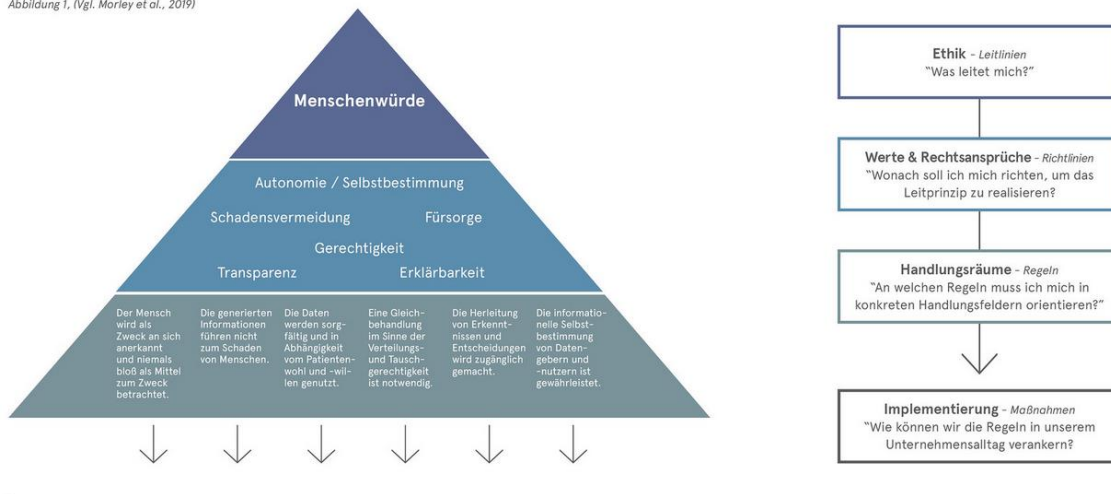 Abbildung 1, (Vgl. Morley et al., 2019)
Menschenwürde
Autonomie / Selbstbestimmung
Schadensvermeidung Fürsorge
Gerechtigkeit
Transparenz Erklärbarkeit
Der Mensch
wird als
Zweck an sich
anerkannt
und niemals
bloß als Mittel
zum Zweck
betrachtet.
Die generierten
Informationen
führen nicht
zum Schaden
von Menschen.
Die Daten
werden sorg-
fältig und in
Abhängigkeit
vom Patienten-
wohl und -wil-
len genutzt.
Eine Gleich-
behandlung
im Sinne der
Verteilungs-
und Tausch-
gerechtigkeit
ist notwendig.
Die Herleitung
von Erkennt-
nissen und
Entscheidungen
wird zugänglich
gemacht.
Die informatio-
nelle Selbst-
bestimmung
von Daten-
gebern und
-nutzern ist
gewährleistet.
Ethik - Leitlinien
“Was leitet mich?”
Werte & Rechtsansprüche - Richtlinien
“Wonach soll ich mich richten, um das
Leitprinzip zu realisieren?
Handlungsräume - Regeln
“An welchen Regeln muss ich mich in
konkreten Handlungsfeldern orientieren?”
Implementierung - Maßnahmen
“Wie können wir die Regeln in unserem
Unternehmensalltag verankern?